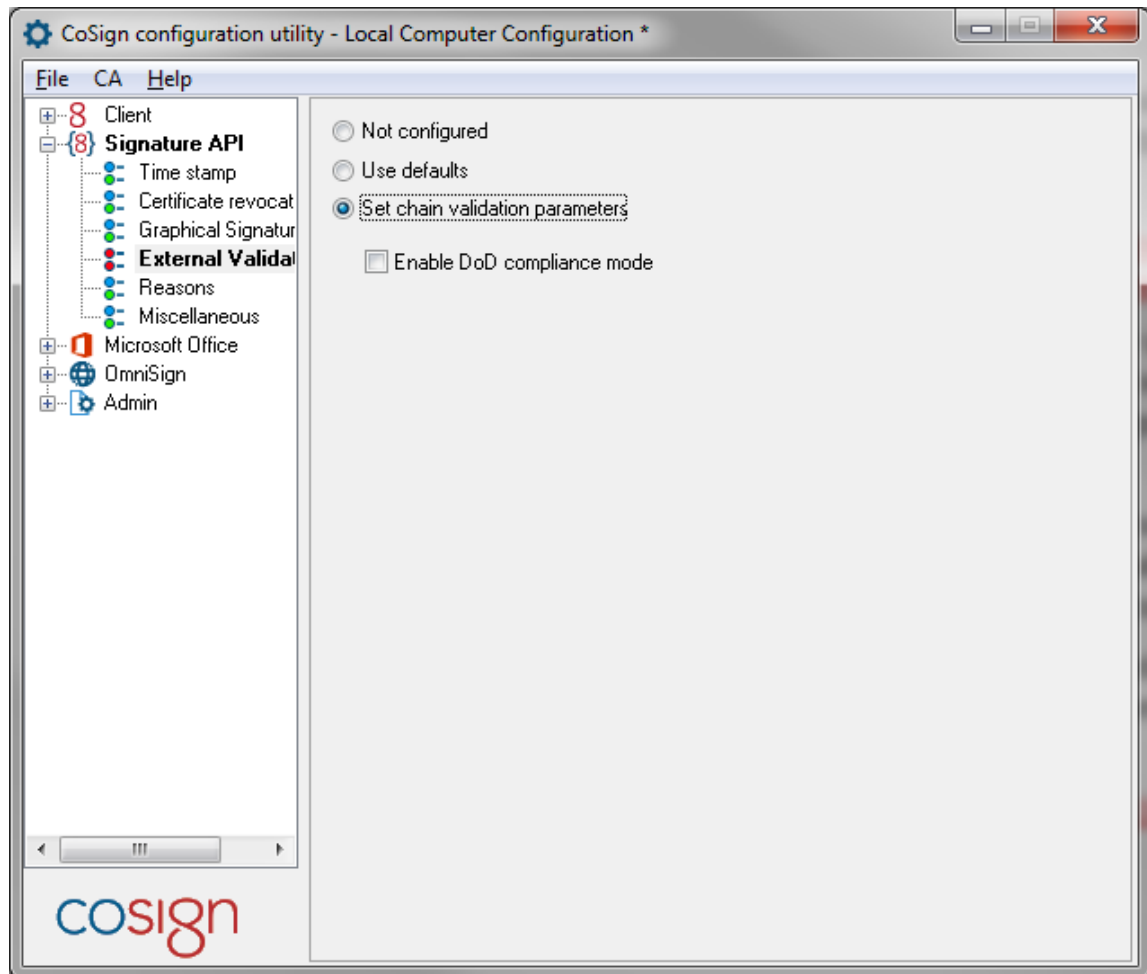 CoSign configuration utility - Local Computer Configuration *
File CA Help
Client
Signature API
Time stamp
Certificate revocat
Graphical Signatur
External Valida
Reasons
Miscellaneous
Microsoft Office
OmniSign
Admin
Not configured
Use defaults
Set chain validation parameters
Enable DoD compliance mode
cosign